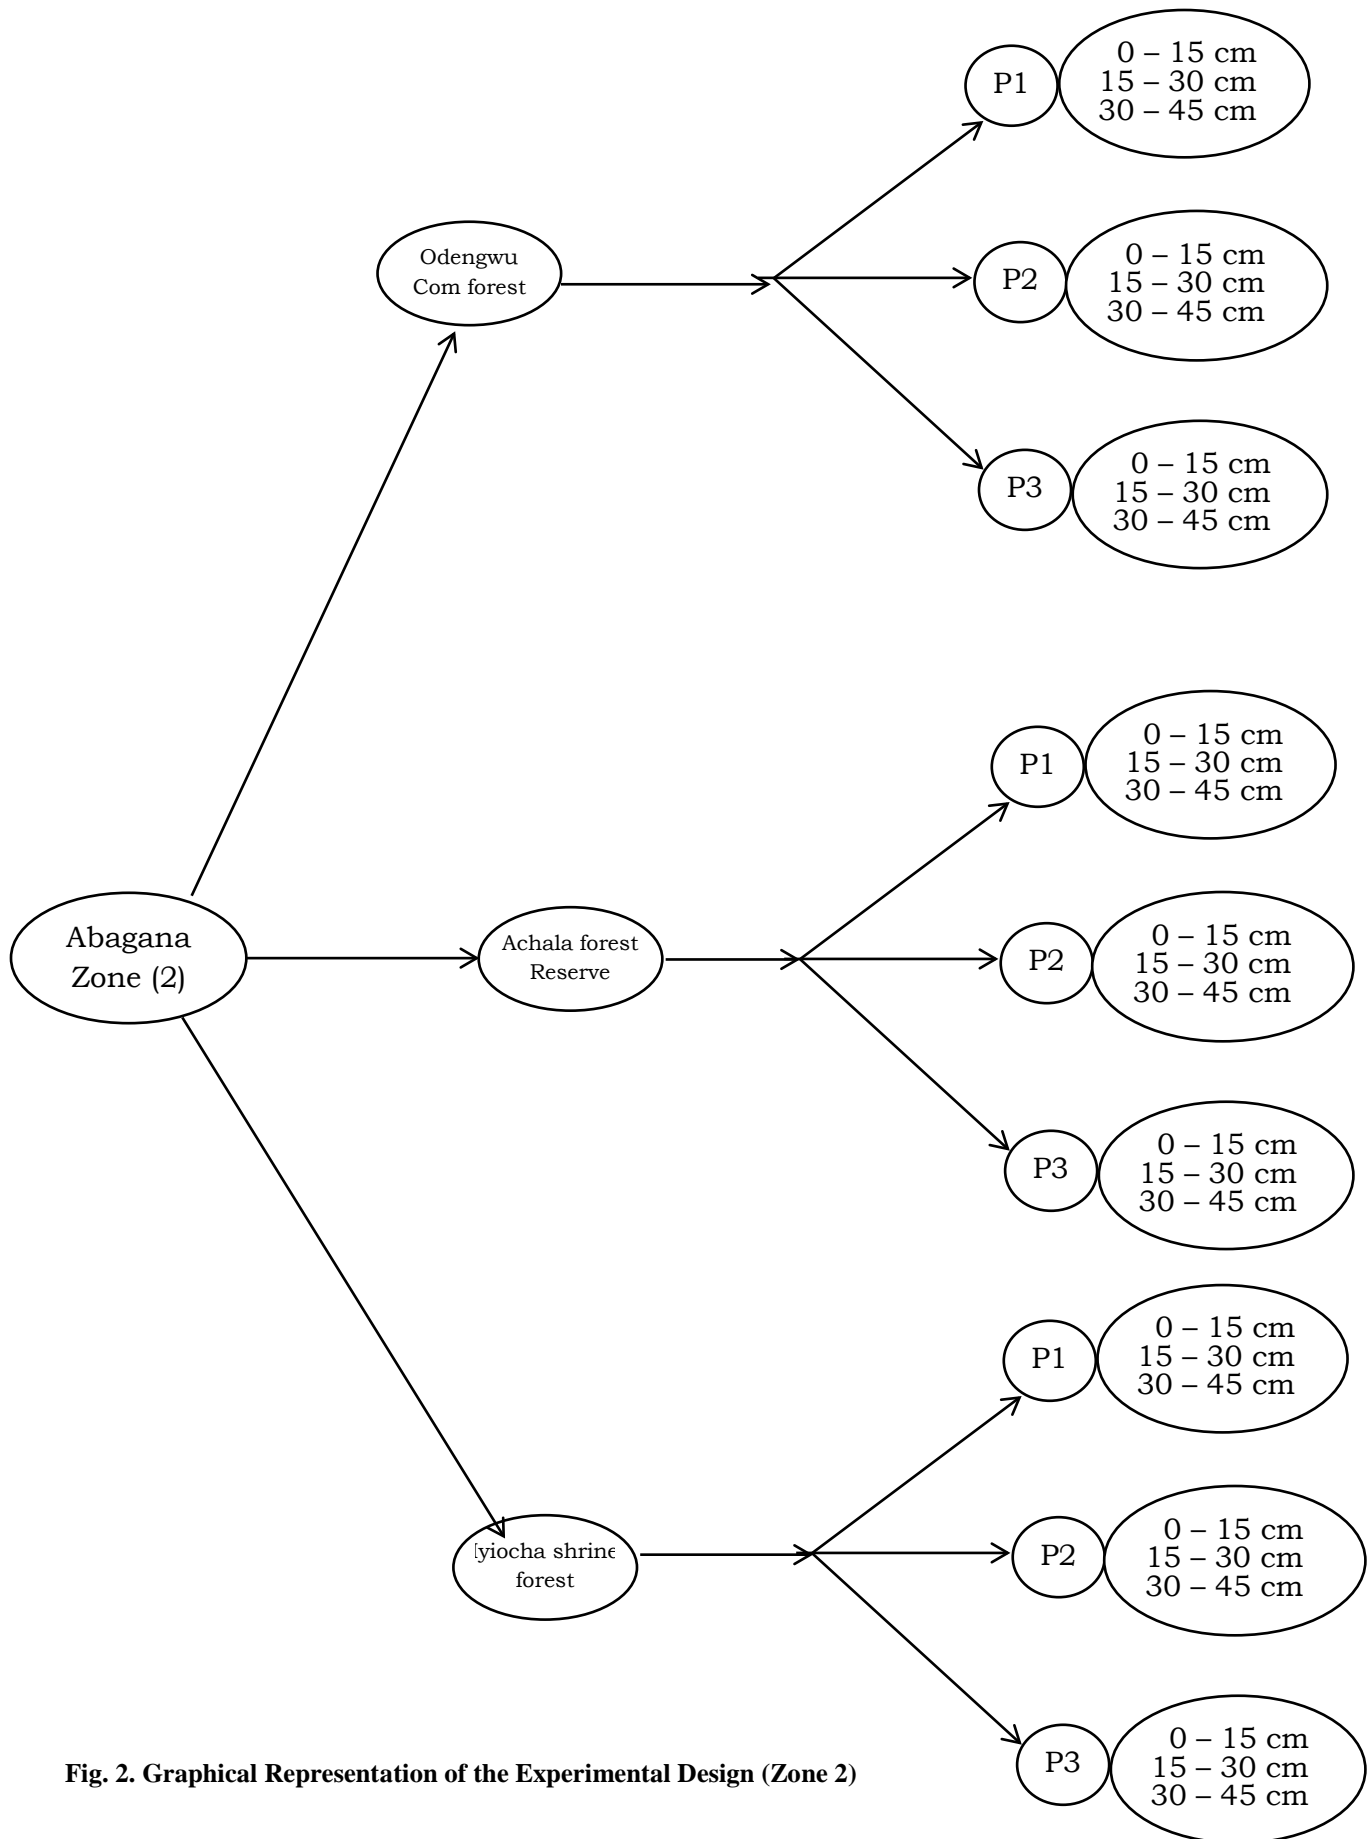 P1
0 – 15 cm
15 – 30 cm
30 – 45 cm
Odengwu
Com forest
P2
0 – 15 cm
15 – 30 cm
30 – 45 cm
P3
0 – 15 cm
15 – 30 cm
30 – 45 cm
Abagana
Zone (2)
Achala forest
Reserve
P1
0 – 15 cm
15 – 30 cm
30 – 45 cm
P2
0 – 15 cm
15 – 30 cm
30 – 45 cm
P3
0 – 15 cm
15 – 30 cm
30 – 45 cm
Iyiocha shrine
forest
P1
0 – 15 cm
15 – 30 cm
30 – 45 cm
P2
0 – 15 cm
15 – 30 cm
30 – 45 cm
P3
0 – 15 cm
15 – 30 cm
30 – 45 cm
Fig. 2. Graphical Representation of the Experimental Design (Zone 2)